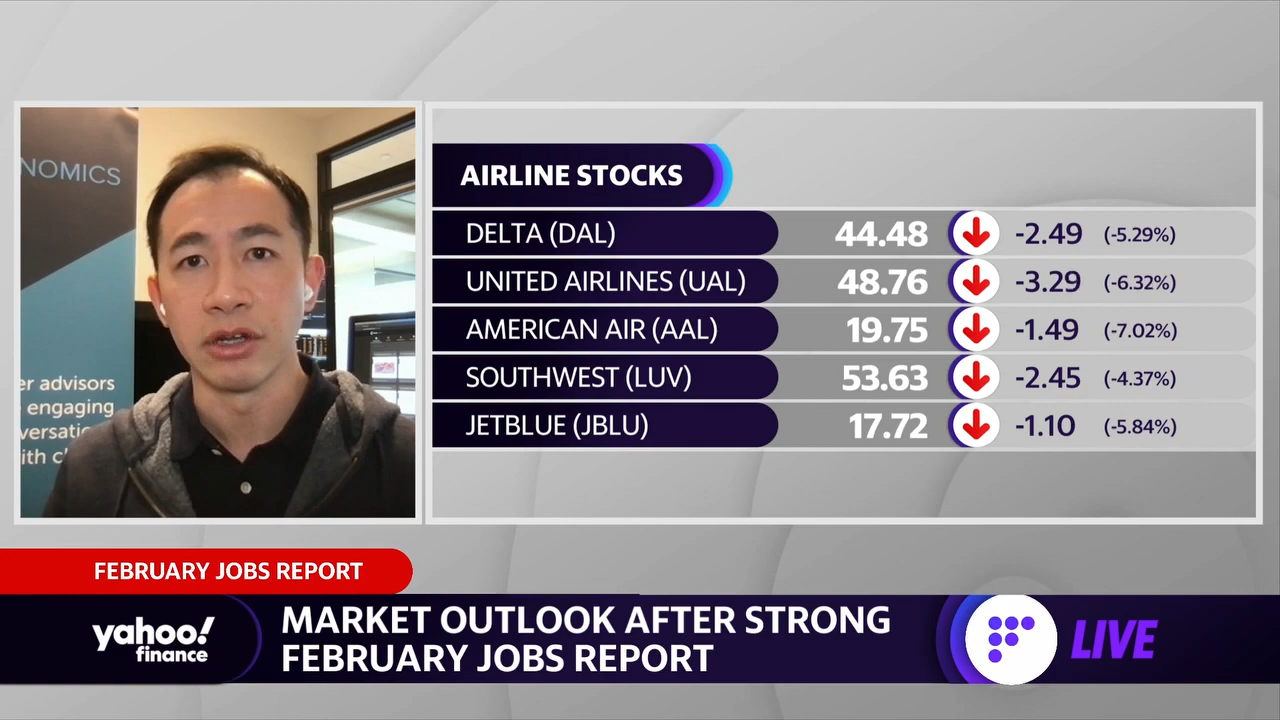 NOMICS
er advisors
engaging
ith
AIRLINE STOCKS
DELTA (DAL) 44.48 -2.49 (-5.29%)
UNITED AIRLINES (UAL) 48.76 -3.29 (-6.32%)
AMERICAN AIR (AAL) 19.75 -1.49 (-7.02%)
SOUTHWEST (LUV) 53.63 -2.45 (-4.37%)
JETBLUE (JBLU) 17.72 -1.10 (-5.84%)
FEBRUARY JOBS REPORT
yahoo!
finance
MARKET OUTLOOK AFTER STRONG
FEBRUARY JOBS REPORT
LIVE